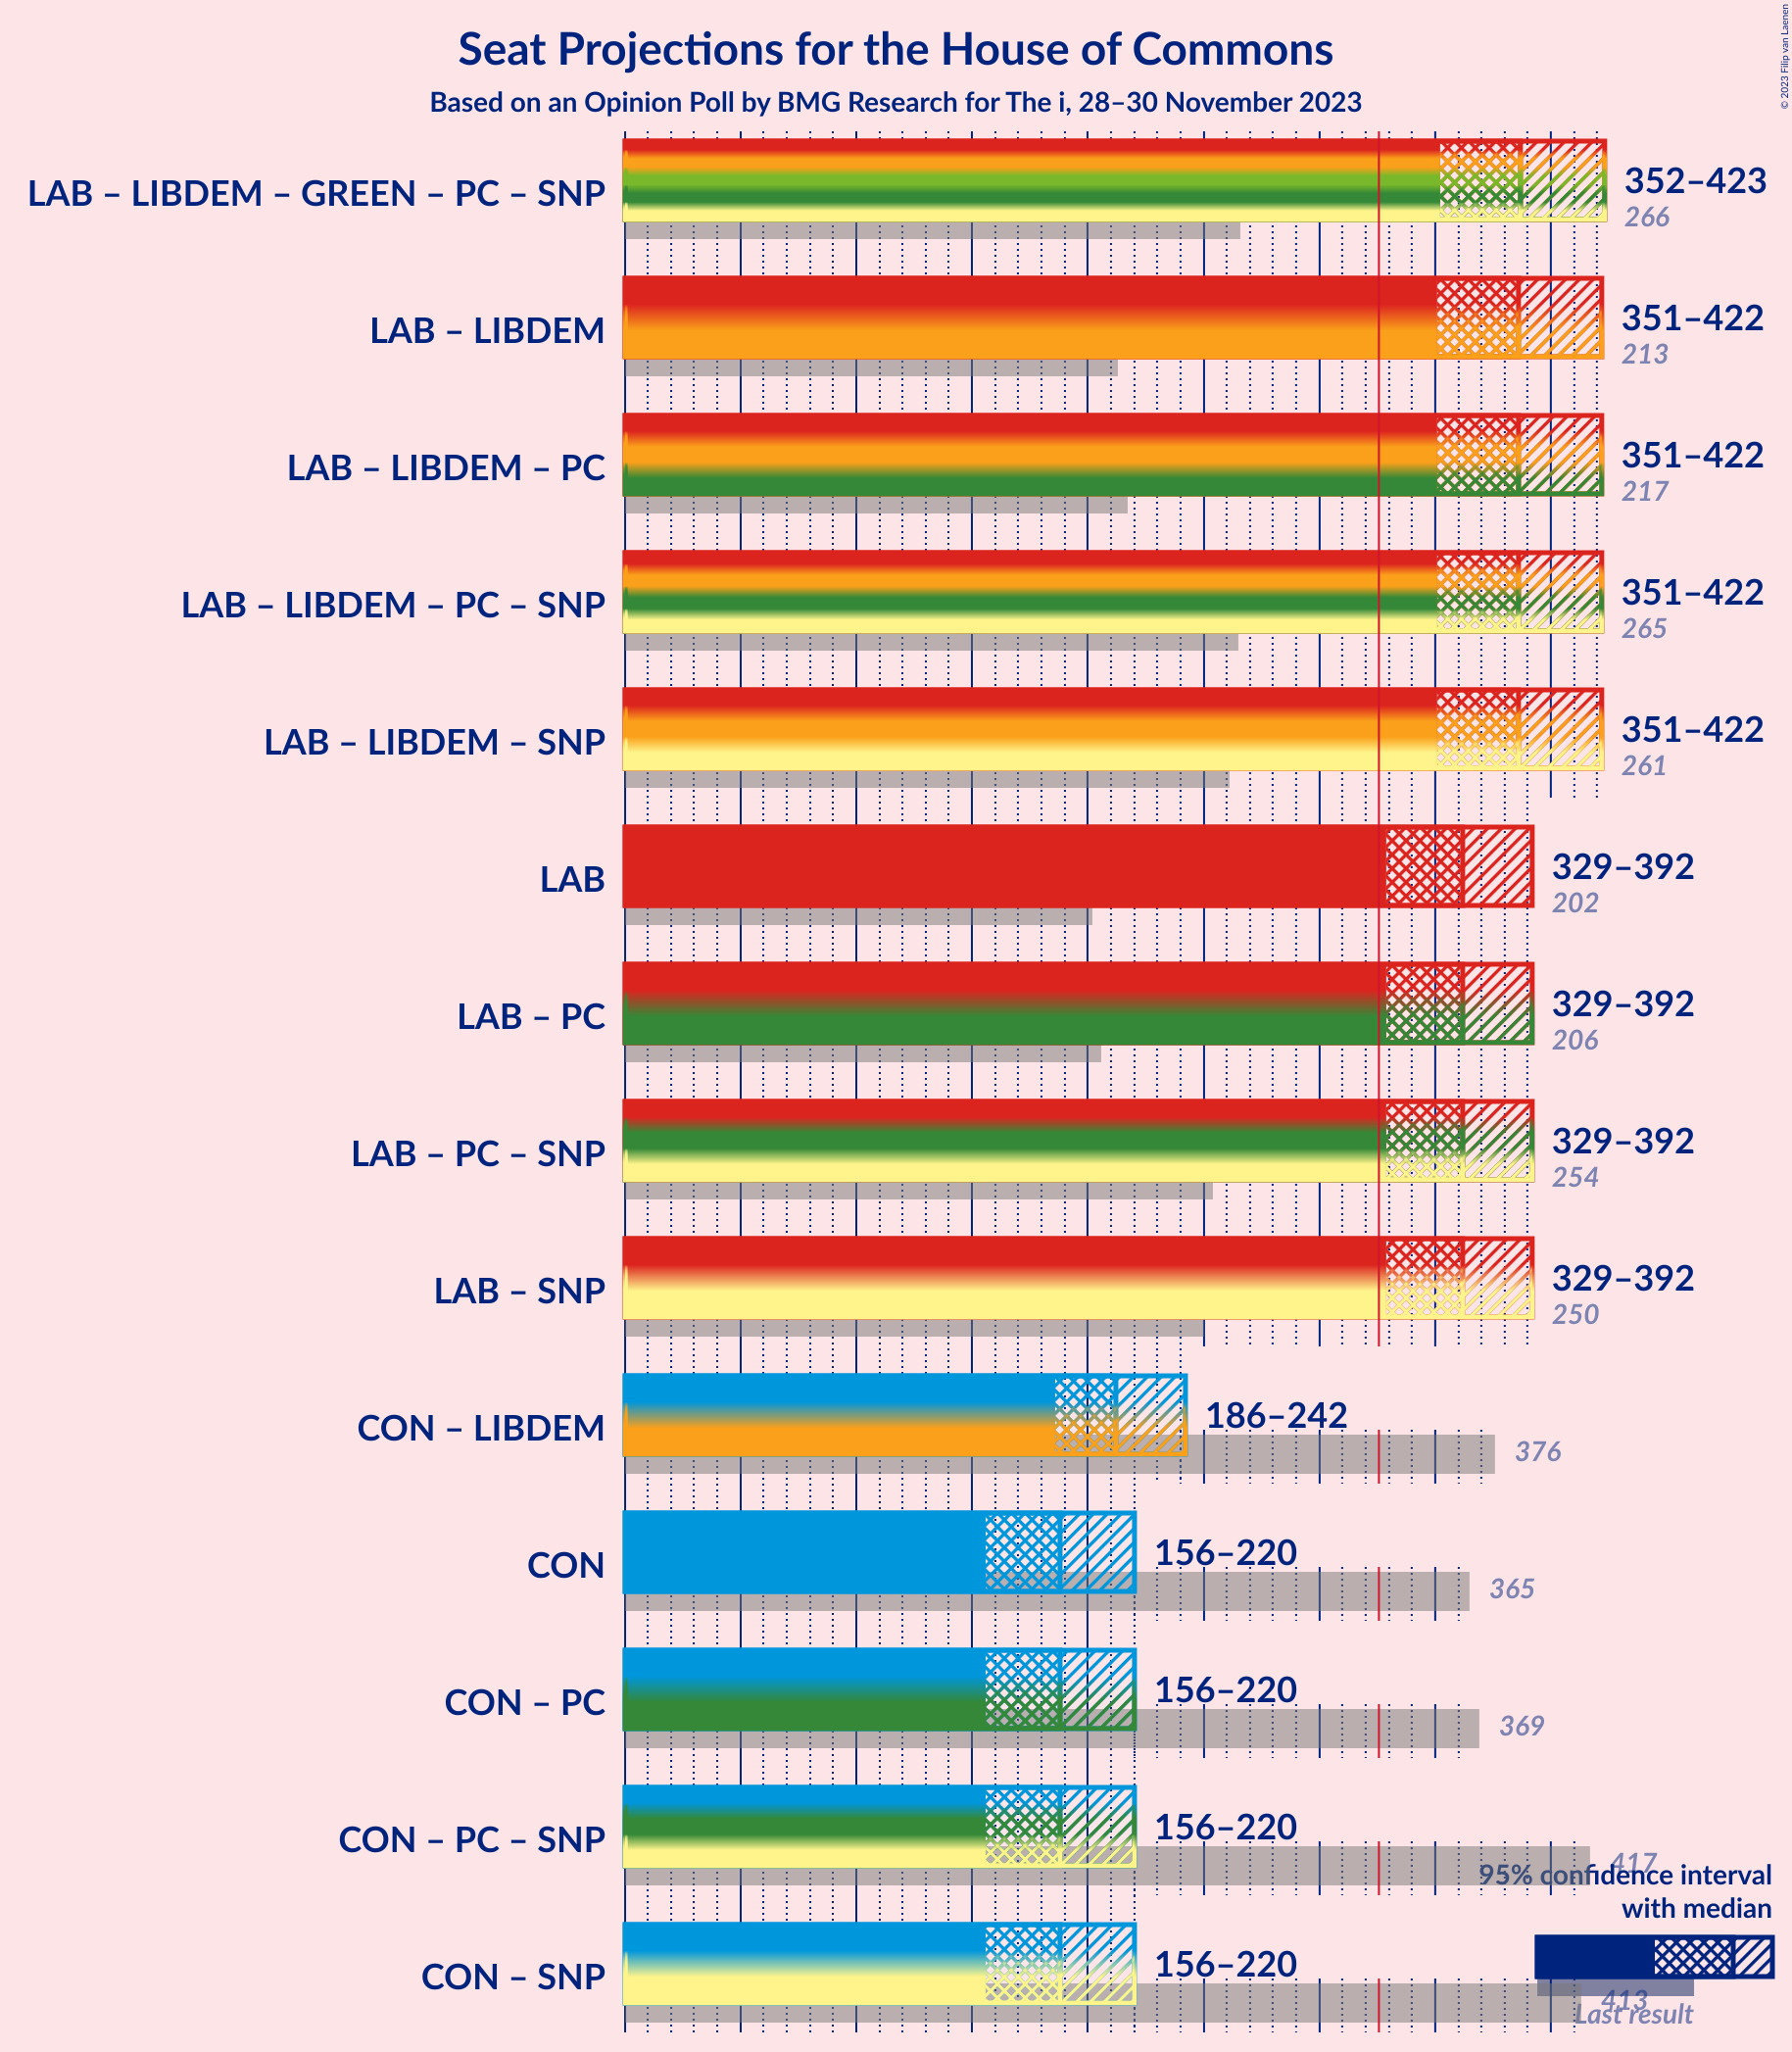 Seat Projections for the House of Commons
Based on an Opinion Poll by BMG Research for The i, 28–30 November 2023
© 2023 Filip van Laenen
LAB – LIBDEM – GREEN – PC – SNP
352–423
266
LAB – LIBDEM
351–422
213
LAB – LIBDEM – PC
351–422
217
LAB – LIBDEM – PC – SNP
351–422
265
LAB – LIBDEM – SNP
351–422
261
LAB
329–392
202
LAB – PC
329–392
206
LAB – PC – SNP
329–392
254
LAB – SNP
329–392
250
CON – LIBDEM
186–242
376
CON
156–220
365
CON – PC
156–220
369
CON – PC – SNP
156–220
417
CON – SNP
156–220
413
95% confidence interval
with median
Last result